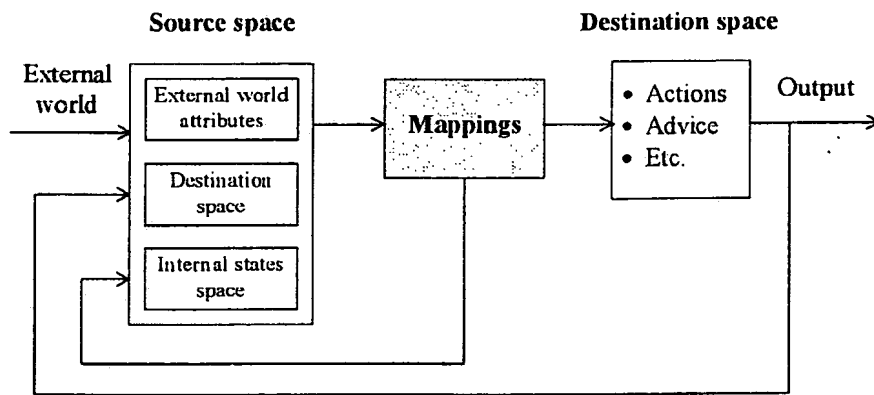 Source space
Destination space
External
world
External world
attributes
Destination
space
Internal states
space
Mappings
• Actions
• Advice
• Etc.
Output